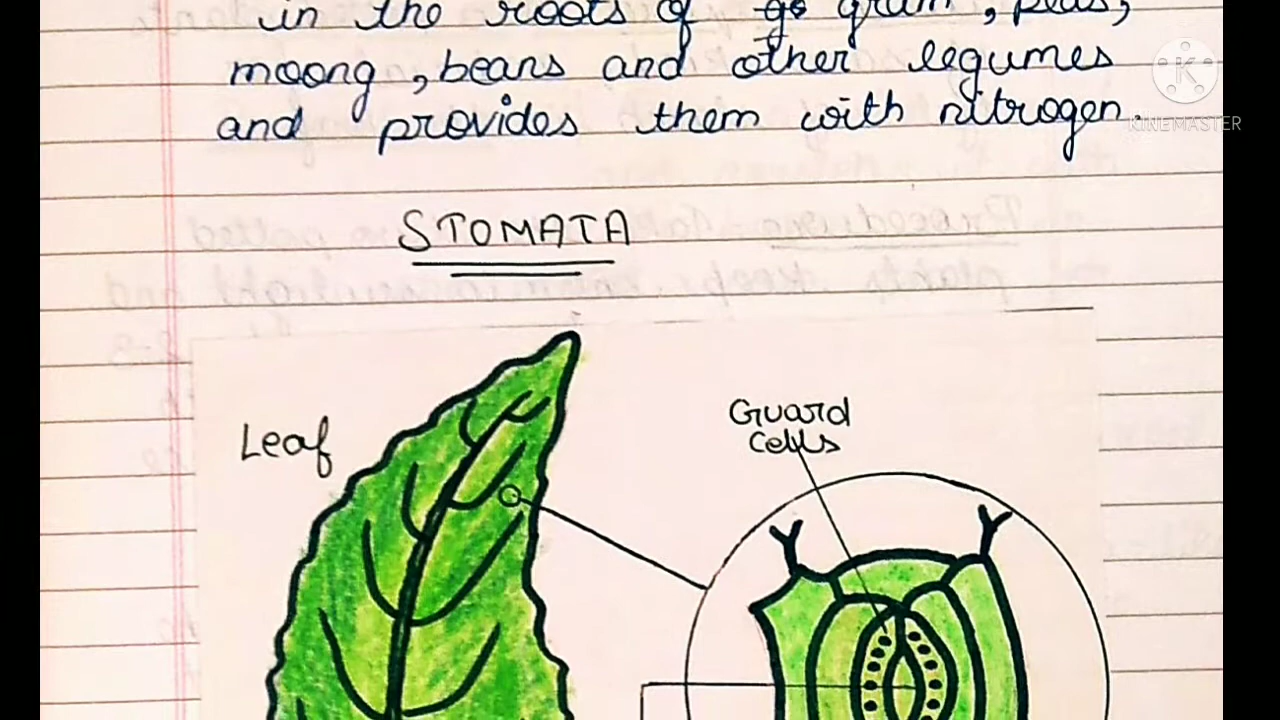 in the roots of go gram, peas,
moong, beans and other legumes
and provides them with nitrogen.
K
KINEMASTER
STOMATA
Leaf
Guard
cells